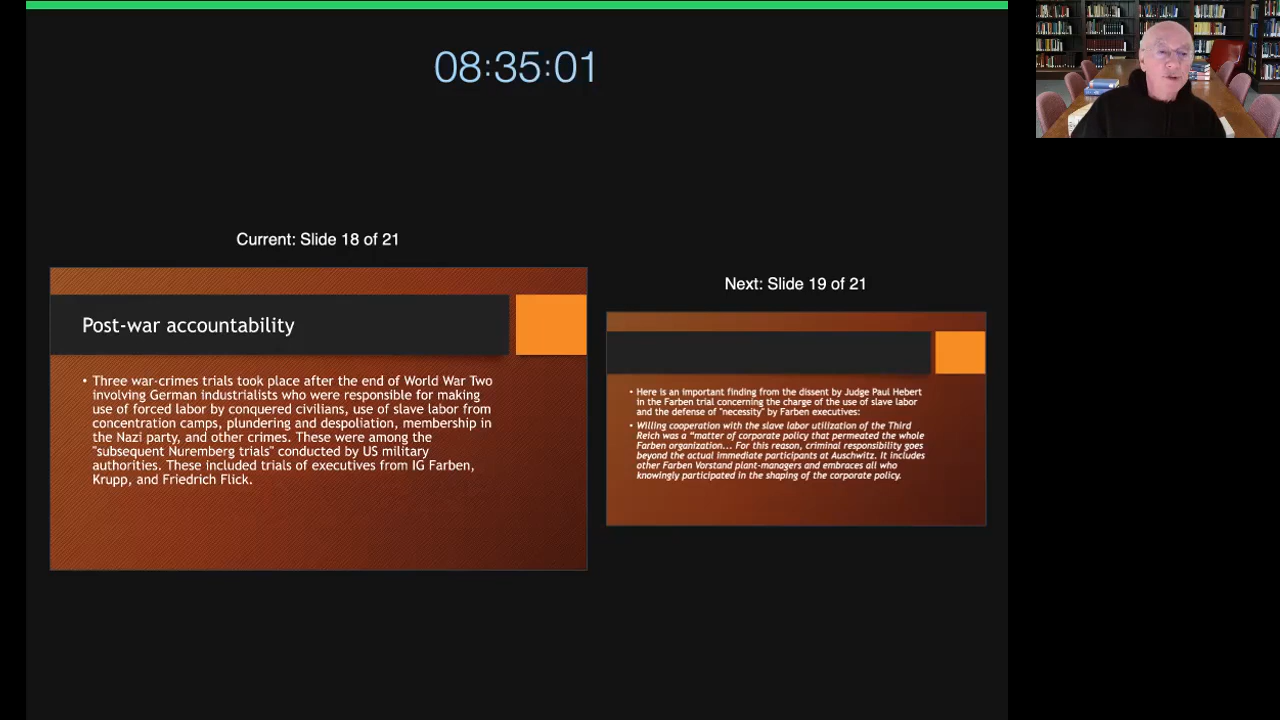 08:35:01
Current: Slide 18 of 21
Post-war accountability
• Three war-crimes trials took place after the end of World War Two
involving German industrialists who were responsible for making
use of forced labor by conquered civilians, use of slave labor from
concentration camps, plundering and despoliation, membership in
the Nazi party, and other crimes. These were among the
"subsequent Nuremberg trials" conducted by US military
authorities. These included trials of executives from IG Farben,
Krupp, and Friedrich Flick.
Next: Slide 19 of 21
• Here is an important finding from the dissent by Judge Paul Hebert
in the Farben trial concerning the charge of the use of slave labor
and the defense of "necessity" by Farben executives:
• Willing cooperation with the slave labor utilization of the Third
Reich was a “matter of corporate policy that permeated the whole
Farben organization... For this reason, criminal responsibility goes
beyond the actual immediate participants at Auschwitz. It includes
other Farben Vorstand plant-managers and embraces all who
knowingly participated in the shaping of the corporate policy.